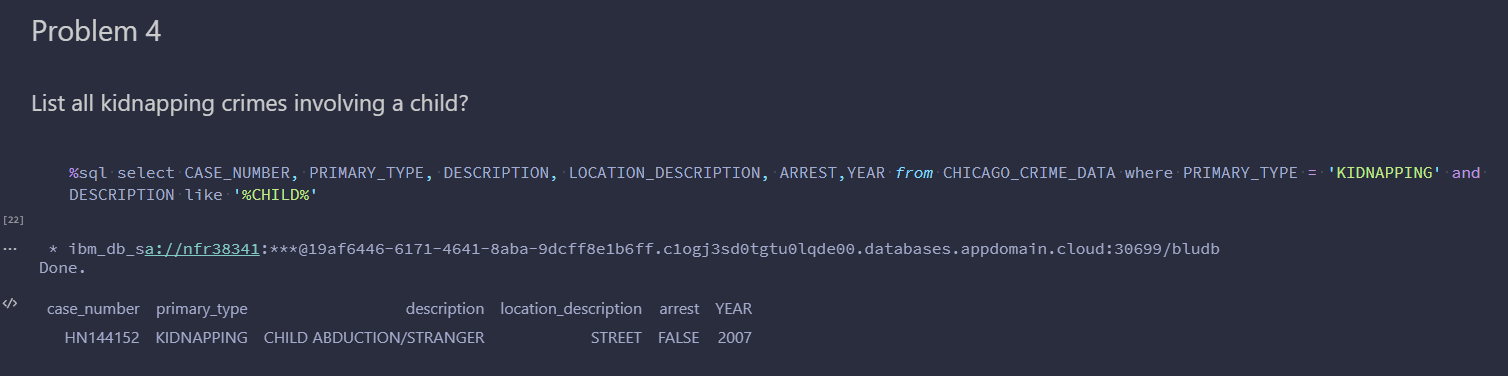 Problem 4
List all kidnapping crimes involving a child?
%sql select CASE_NUMBER, PRIMARY_TYPE, DESCRIPTION, LOCATION_DESCRIPTION, ARREST,YEAR from CHICAGO_CRIME_DATA where PRIMARY_TYPE = 'KIDNAPPING' and
DESCRIPTION like '%CHILD%'
[22]
... * ibm_db_sa://nfr38341:***@19af6446-6171-4641-8aba-9dcff8e1b6ff.c1ogj3sd0tgtu0lqde00.databases.appdomain.cloud:30699/bludb
Done.
</> case_number primary_type description location_description arrest YEAR
HN144152 KIDNAPPING CHILD ABDUCTION/STRANGER STREET FALSE 2007